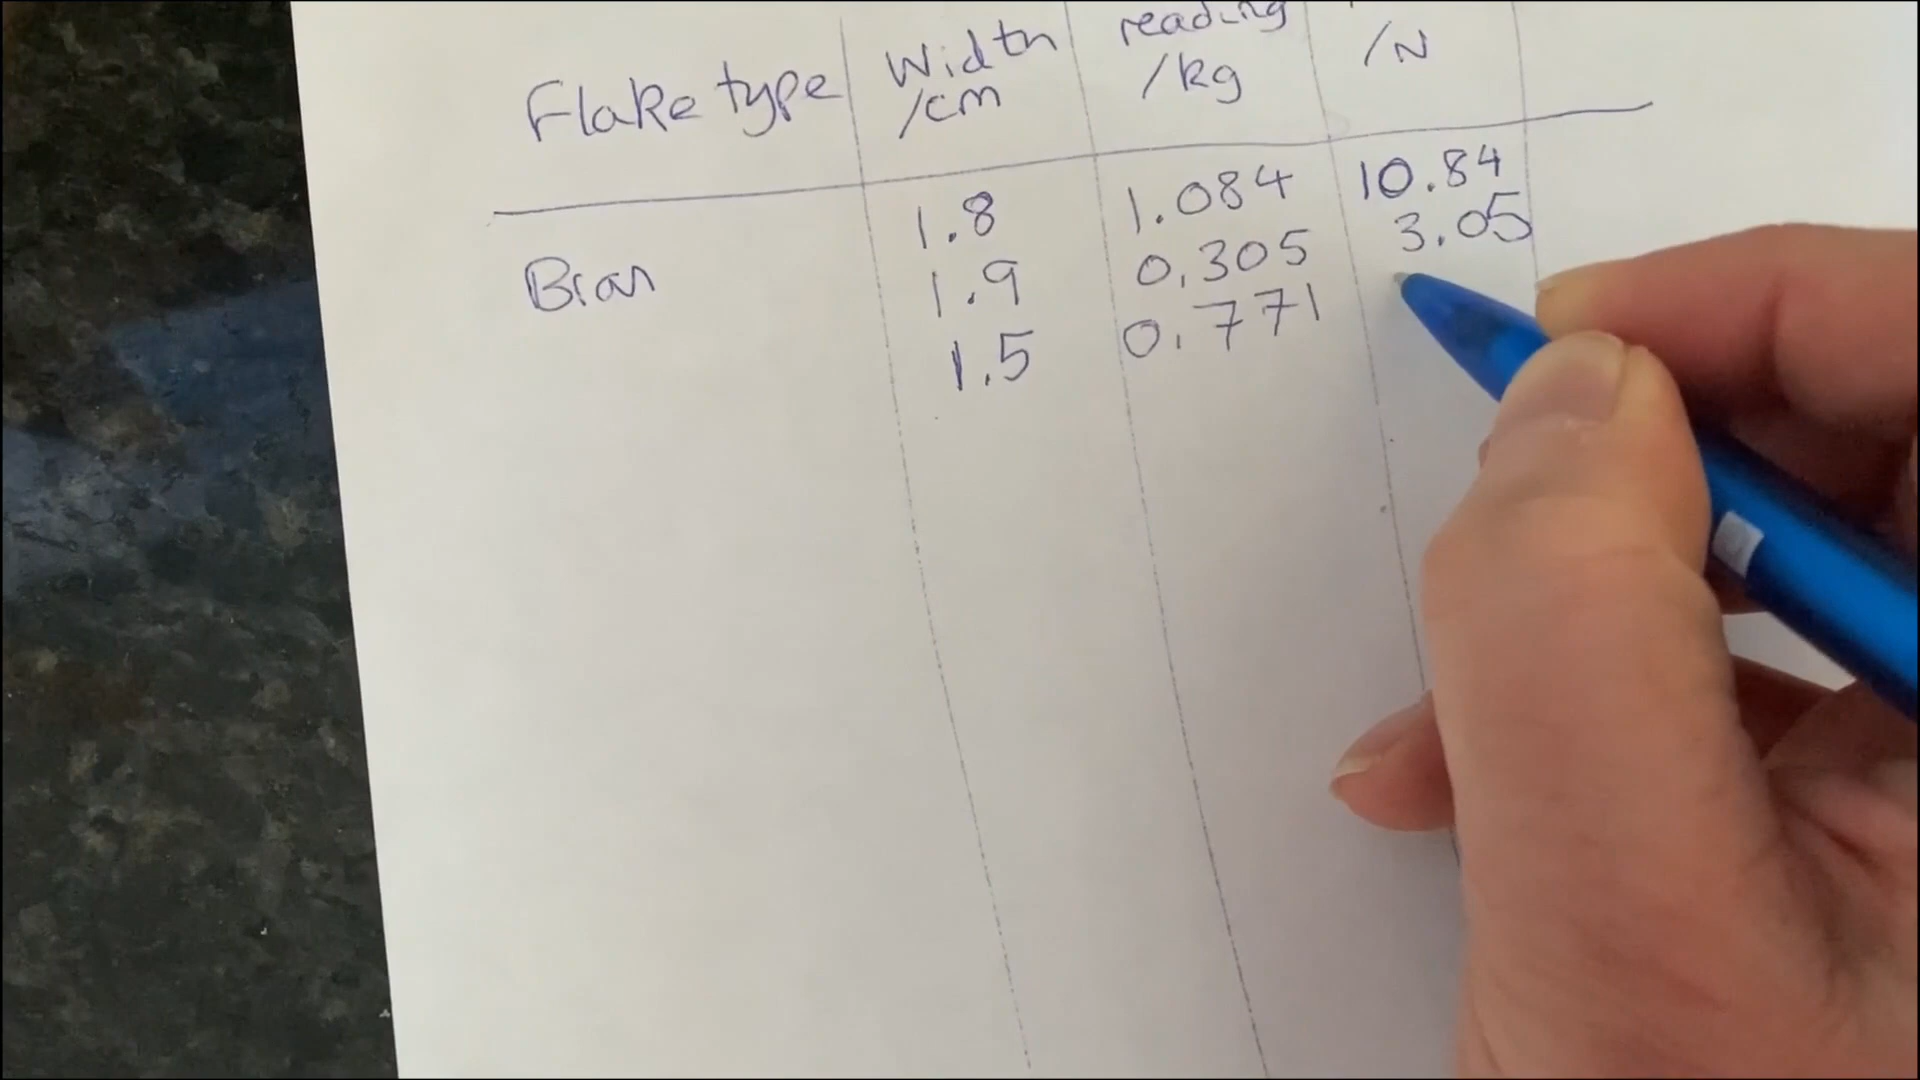 Flake type Width /cm reading /kg /N
Bran 1.8 1.084 10.84
1.9 0.305 3.05
1.5 0.771